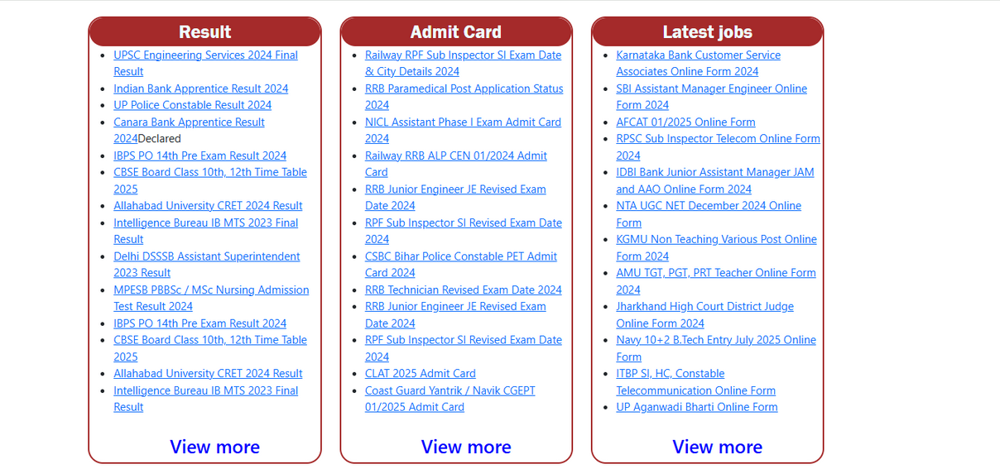 Result
UPSC Engineering Services 2024 Final
Result
Indian Bank Apprentice Result 2024
UP Police Constable Result 2024
Canara Bank Apprentice Result
2024Declared
IBPS PO 14th Pre Exam Result 2024
CBSE Board Class 10th, 12th Time Table
2025
Allahabad University CRET 2024 Result
Intelligence Bureau IB MTS 2023 Final
Result
Delhi DSSSB Assistant Superintendent
2023 Result
MPESB PBBSc / MSc Nursing Admission
Test Result 2024
IBPS PO 14th Pre Exam Result 2024
CBSE Board Class 10th, 12th Time Table
2025
Allahabad University CRET 2024 Result
Intelligence Bureau IB MTS 2023 Final
Result
View more
Admit Card
Railway RPF Sub Inspector SI Exam Date
& City Details 2024
RRB Paramedical Post Application Status
2024
NICL Assistant Phase I Exam Admit Card
2024
Railway RRB ALP CEN 01/2024 Admit
Card
RRB Junior Engineer JE Revised Exam
Date 2024
RPF Sub Inspector SI Revised Exam Date
2024
CSBC Bihar Police Constable PET Admit
Card 2024
RRB Technician Revised Exam Date 2024
RRB Junior Engineer JE Revised Exam
Date 2024
RPF Sub Inspector SI Revised Exam Date
2024
CLAT 2025 Admit Card
Coast Guard Yantrik / Navik CGEPT
01/2025 Admit Card
View more
Latest jobs
Karnataka Bank Customer Service
Associates Online Form 2024
SBI Assistant Manager Engineer Online
Form 2024
AFCAT 01/2025 Online Form
RPSC Sub Inspector Telecom Online Form
2024
IDBI Bank Junior Assistant Manager JAM
and AAO Online Form 2024
NTA UGC NET December 2024 Online
Form
KGMU Non Teaching Various Post Online
Form 2024
AMU TGT, PGT, PRT Teacher Online Form
2024
Jharkhand High Court District Judge
Online Form 2024
Navy 10+2 B.Tech Entry July 2025 Online
Form
ITBP SI, HC, Constable
Telecommunication Online Form
UP Aganwadi Bharti Online Form
View more